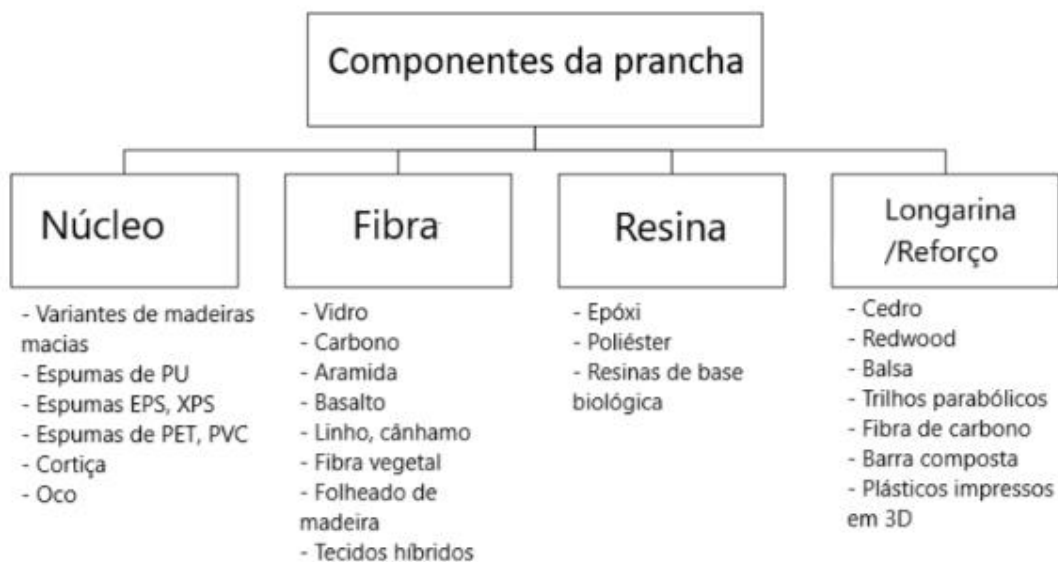 Componentes da prancha
Núcleo
- Variantes de madeiras
macias
- Espumas de PU
- Espumas EPS, XPS
- Espumas de PET, PVC
- Cortiça
- Oco
Fibra
- Vidro
- Carbono
- Aramida
- Basalto
- Linho, cânhamo
- Fibra vegetal
- Folheado de
madeira
- Tecidos híbridos
Resina
- Epóxi
- Poliéster
- Resinas de base
biológica
Longarina
/Reforço
- Cedro
- Redwood
- Balsa
- Trilhos parabólicos
- Fibra de carbono
- Barra composta
- Plásticos impressos
em 3D